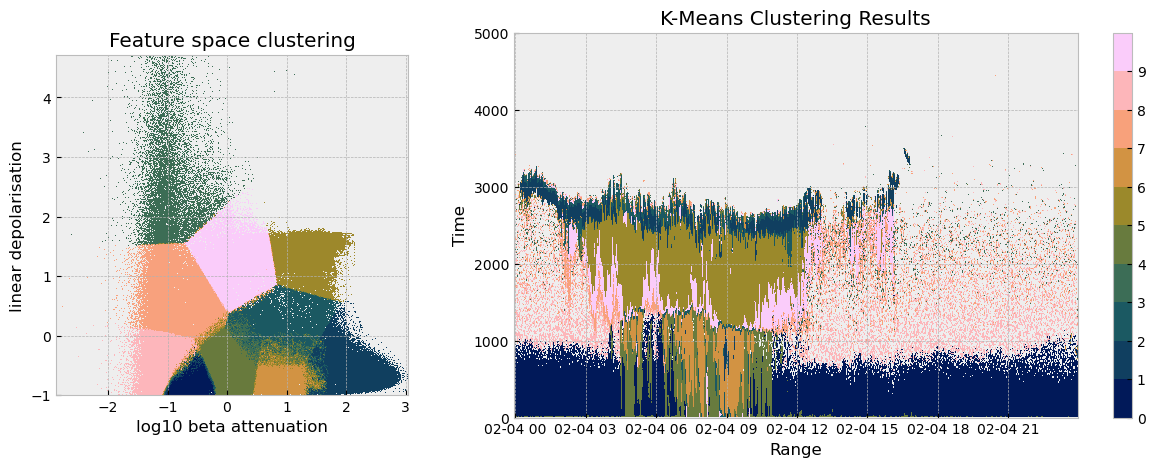 Feature space clustering
linear depolarisation
4
3
2
1
0
−1
−2 −1 0 1 2 3
log10 beta attenuation
K-Means Clustering Results
Time
5000
4000
3000
2000
1000
0
02-04 00 02-04 03 02-04 06 02-04 09 02-04 12 02-04 15 02-04 18 02-04 21
Range
9
8
7
6
5
4
3
2
1
0